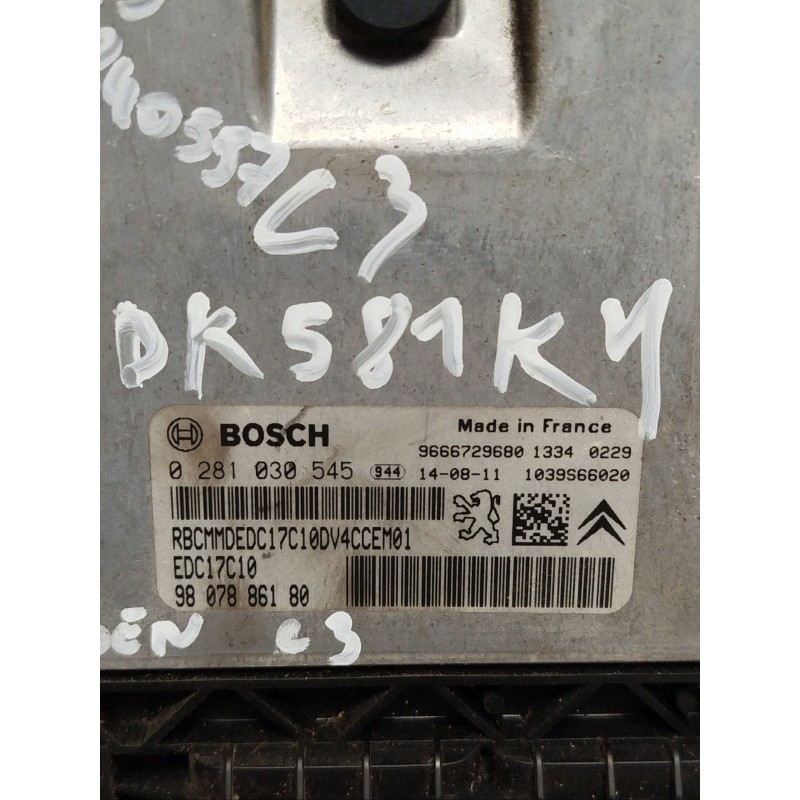 C3
DK581KY
BOSCH
Made in France
9666729680 1334 0229
0 281 030 545 944 14-08-11 1039S66020
RBCMMDEDC17C10DV4CCEM01
EDC17C10
98 078 861 80
C3